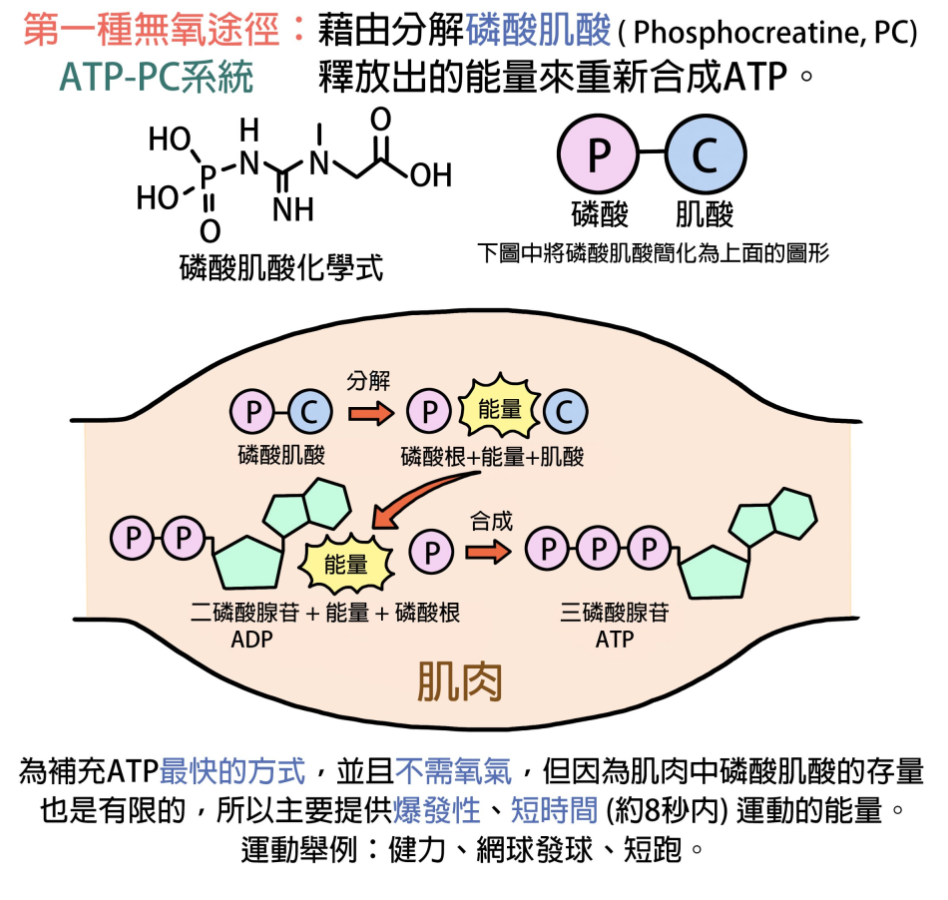 第一種無氧途徑：藉由分解磷酸肌酸 ( Phosphocreatine, PC)
ATP-PC系統 釋放出的能量來重新合成ATP。
HO
H
N
P
HO
O
NH
N
O
OH
磷酸肌酸化學式
P C
磷酸 肌酸
下圖中將磷酸肌酸簡化為上面的圖形
P C 分解 P 能量 C
磷酸肌酸 磷酸根+能量+肌酸
P P 能量 P 合成 P P P
二磷酸腺苷 + 能量 + 磷酸根 三磷酸腺苷
ADP ATP
肌肉
為補充ATP最快的方式，並且不需氧氣，但因為肌肉中磷酸肌酸的存量
也是有限的，所以主要提供爆發性、短時間 (約8秒內) 運動的能量。
運動舉例：健力、網球發球、短跑。